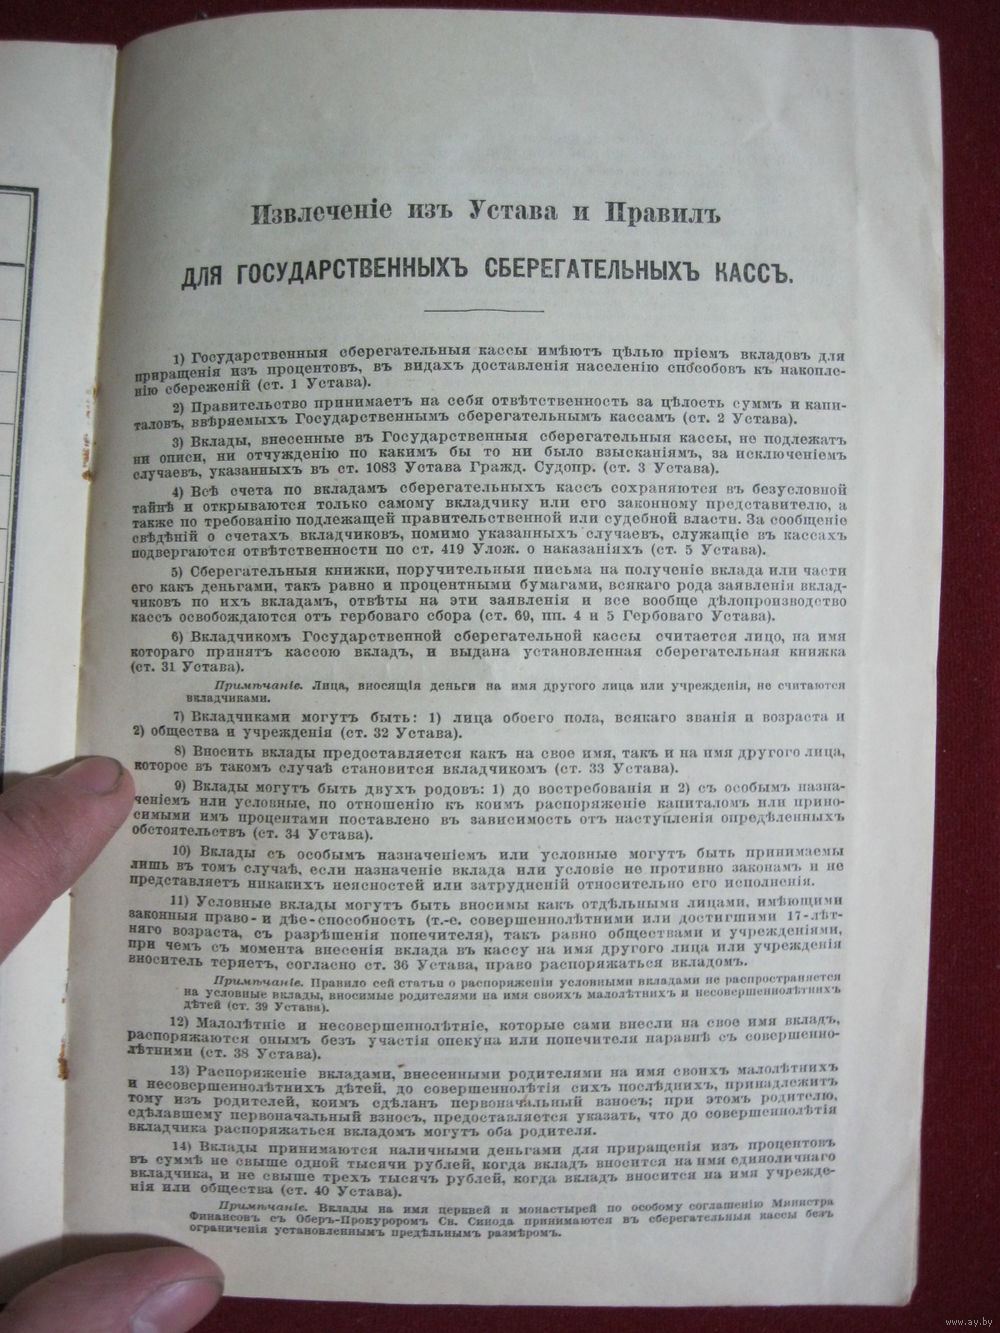 Извлеченіе изъ Устава и Правилъ
ДЛЯ ГОСУДАРСТВЕННЫХЪ СБЕРЕГАТЕЛЬНЫХЪ КАССЪ.
1) Государственныя сберегательныя кассы имѣютъ цѣлью пріемъ вкладовъ для
приращенія изъ процентовъ, въ видахъ доставленія населенію способовъ къ накопле-
нію сбереженій (ст. 1 Устава).
2) Правительство принимаетъ на себя отвѣтственность за цѣлость суммъ и капи-
таловъ, ввѣряемыхъ Государственнымъ сберегательнымъ кассамъ (ст. 2 Устава).
3) Вклады, внесенные въ Государственныя сберегательныя кассы, не подлежатъ
ни описи, ни отчужденію по какимъ бы то ни было взысканіямъ, за исключеніемъ
случаевъ, указанныхъ въ ст. 1083 Устава Гражд. Судопр. (ст. 3 Устава).
4) Всѣ счета по вкладамъ сберегательныхъ кассъ сохраняются въ безусловной
тайнѣ и открываются только самому вкладчику или его законному представителю, а
также по требованію подлежащей правительственной или судебной власти. За сообщеніе
свѣдѣній о счетахъ вкладчиковъ, помимо указанныхъ случаевъ, служащіе въ кассахъ
подвергаются отвѣтственности по ст. 419 Улож. о наказаніяхъ (ст. 5 Устава).
5) Сберегательныя книжки, поручительныя письма на полученіе вклада или части
его какъ деньгами, такъ равно и процентными бумагами, всякаго рода заявленія вклад-
чиковъ по ихъ вкладамъ, отвѣты на эти заявленія и все вообще дѣлопроизводство
кассъ освобождаются отъ гербоваго сбора (ст. 69, пп. 4 и 5 Гербоваго Устава).
6) Вкладчикомъ Государственной сберегательной кассы считается лицо, на имя
котораго принятъ кассою вкладъ, и выдана установленная сберегательная книжка
(ст. 31 Устава).
Примѣчаніе. Лица, вносящія деньги на имя другого лица или учрежденія, не считаются
вкладчиками.
7) Вкладчиками могутъ быть: 1) лица обоего пола, всякаго званія и возраста и
2) общества и учрежденія (ст. 32 Устава).
8) Вносить вклады предоставляется какъ на свое имя, такъ и на имя другого лица,
которое въ такомъ случаѣ становится вкладчикомъ (ст. 33 Устава).
9) Вклады могутъ быть двухъ родовъ: 1) до востребованія и 2) съ особымъ назна-
ченіемъ или условные, по отношенію къ коимъ распоряженіе капиталомъ или прино-
симыми имъ процентами поставлено въ зависимость отъ наступленія опредѣленныхъ
обстоятельствъ (ст. 34 Устава).
10) Вклады съ особымъ назначеніемъ или условные могутъ быть принимаемы
лишь въ томъ случаѣ, если назначеніе вклада или условіе не противно законамъ и не
представляетъ никакихъ неясностей или затрудненій относительно его исполненія.
11) Условные вклады могутъ быть вносимы какъ отдѣльными лицами, имѣющими
законныя право- и дѣе-способность (т.-е. совершеннолѣтними или достигшими 17-лѣт-
няго возраста, съ разрѣшенія попечителя), такъ равно обществами и учрежденіями,
при чемъ съ момента внесенія вклада въ кассу на имя другого лица или учрежденія
вноситель теряетъ, согласно ст. 36 Устава, право распоряжаться вкладомъ.
Примѣчаніе. Правило сей статьи о распоряженіи условными вкладами не распространяется
на условные вклады, вносимые родителями на имя своихъ малолѣтнихъ и несовершеннолѣтнихъ
дѣтей (ст. 39 Устава).
12) Малолѣтніе и несовершеннолѣтніе, которые сами внесли на свое имя вкладъ,
распоряжаются онымъ безъ участія опекуна или попечителя наравнѣ съ совершенно-
лѣтними (ст. 38 Устава).
13) Распоряженіе вкладами, внесенными родителями на имя своихъ малолѣтнихъ
и несовершеннолѣтнихъ дѣтей, до совершеннолѣтія сихъ послѣднихъ, принадлежитъ
тому изъ родителей, коимъ сдѣланъ первоначальный взносъ; при этомъ родителю,
сдѣлавшему первоначальный взносъ, предоставляется указать, что до совершеннолѣтія
вкладчика распоряжаться вкладомъ могутъ оба родителя.
14) Вклады принимаются наличными деньгами для приращенія изъ процентовъ
въ суммѣ не свыше одной тысячи рублей, когда вкладъ вносится на имя единоличнаго
вкладчика, и не свыше трехъ тысячъ рублей, когда вкладъ вносится на имя учрежде-
нія или общества (ст. 40 Устава).
Примѣчаніе. Вклады на имя церквей и монастырей по особому соглашенію Министра
Финансовъ съ Оберъ-Прокуроромъ Св. Синода принимаются въ сберегательныя кассы безъ
ограниченія установленнымъ предѣльнымъ размѣромъ.
www.ay.by